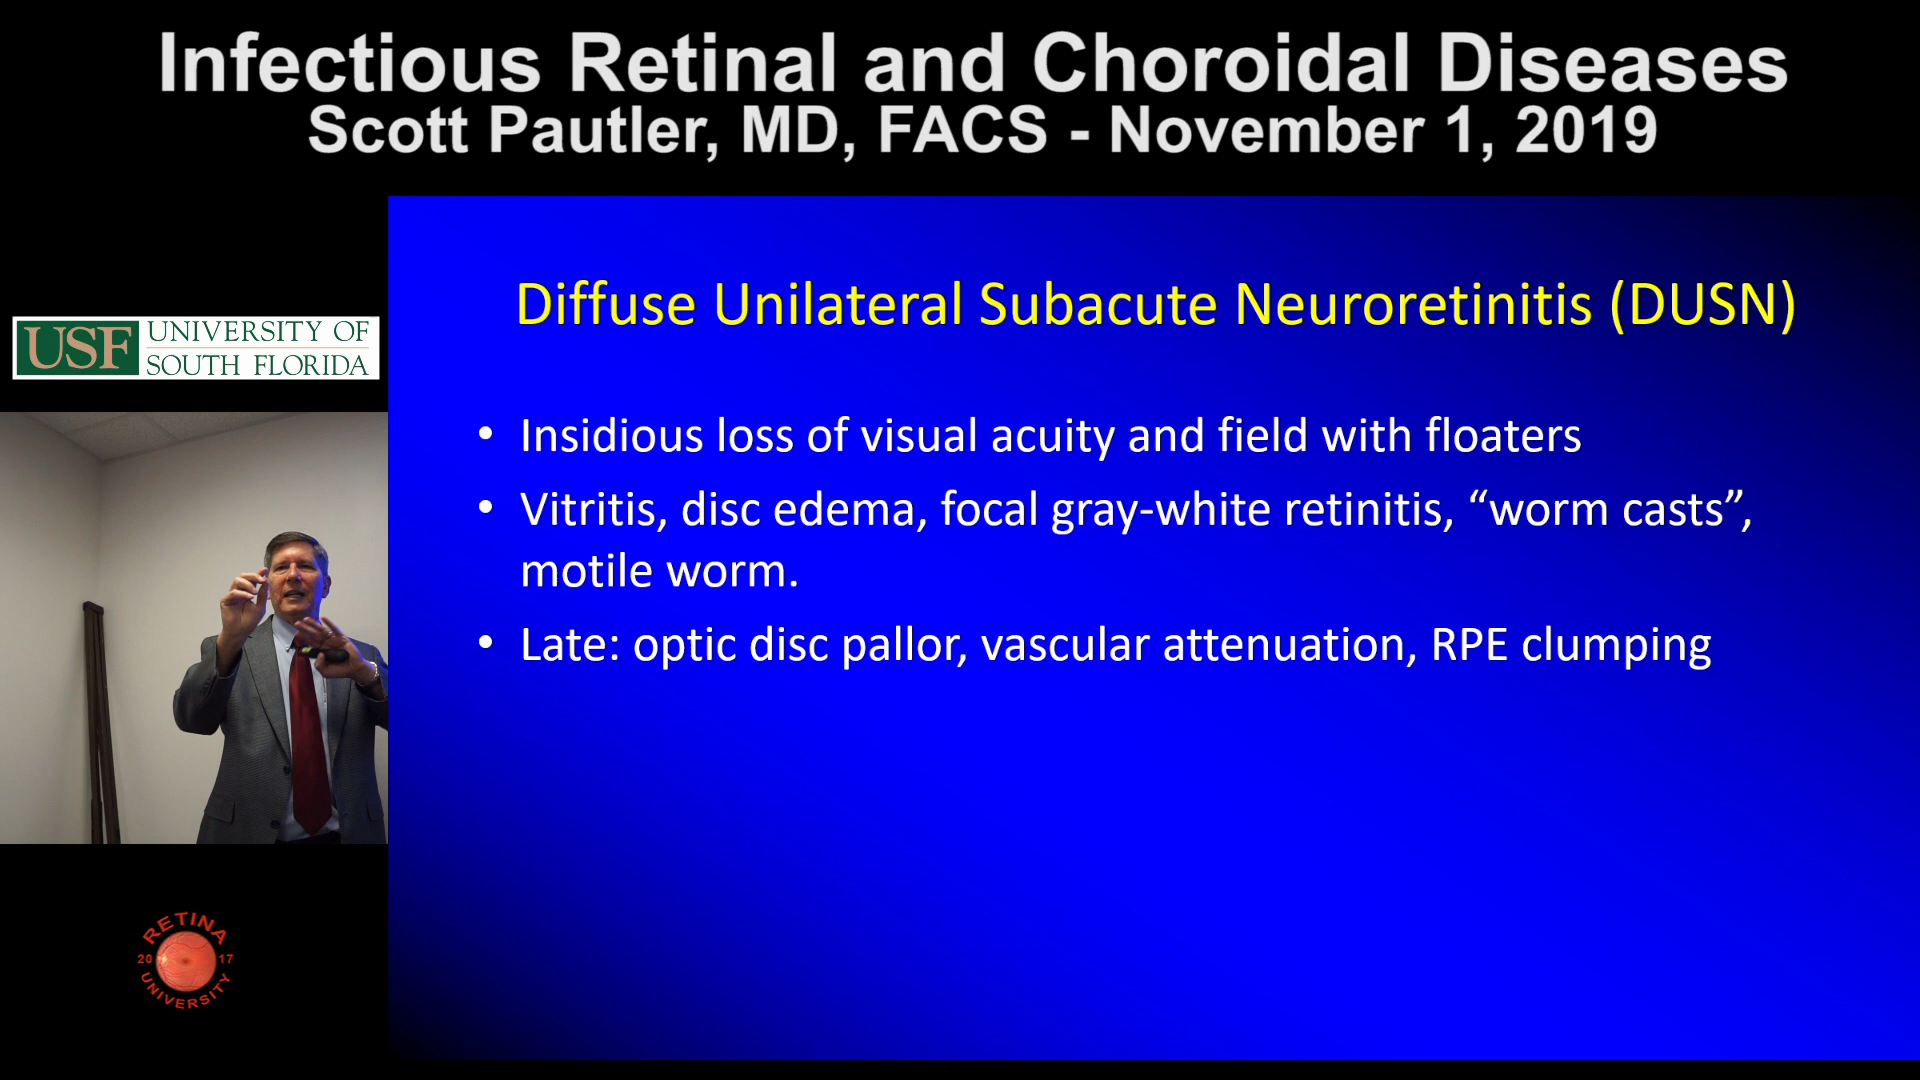 Infectious Retinal and Choroidal Diseases
Scott Pautler, MD, FACS - November 1, 2019
USF UNIVERSITY OF
SOUTH FLORIDA
Diffuse Unilateral Subacute Neuroretinitis (DUSN)
• Insidious loss of visual acuity and field with floaters
• Vitritis, disc edema, focal gray-white retinitis, “worm casts”,
motile worm.
• Late: optic disc pallor, vascular attenuation, RPE clumping
RETINA
20 17
UNIVERSITY